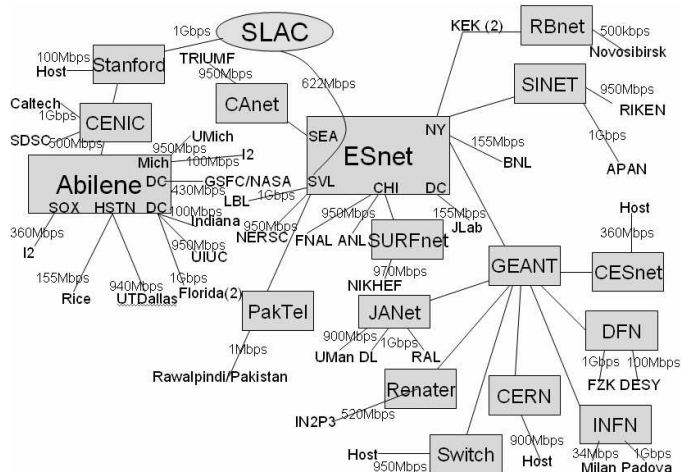 1Gbps
SLAC
KEK (2)
RBnet
500kbps
Novosibirsk
100Mbps
Host
Stanford
TRIUMF
950Mbps
CAnet
622Mbps
SINET
950Mbps
RIKEN
1Gbps
APAN
Caltech
1Gbps
CENIC
SDSC
500Mbps
UMich
950Mbps
Mich
100Mbps
I2
SEA
NY
ESnet
155Mbps
BNL
Abilene
DC
GSFC/NASA
430Mbps
SVL
CHI
DC
LBL
1Gbps
SOX
HSTN
DC
100Mbps
Indiana
950Mbps
NERSC
950Mbps
FNAL
ANL
155Mbps
JLab
Host
360Mbps
360Mbps
I2
950Mbps
UIUC
SURFnet
970Mbps
NIKHEF
GEANT
CESnet
155Mbps
Rice
940Mbps
UTDallas
1Gbps
Florida(2)
PakTel
JANet
DFN
1Mbps
Rawalpindi/Pakistan
900Mbps
UMan
DL
1Gbps
RAL
1Gbps
100Mbps
FZK
DESY
Renater
CERN
IN2P3
520Mbps
INFN
Host
950Mbps
Switch
900Mbps
Host
34Mbps
1Gbps
Milan
Padova